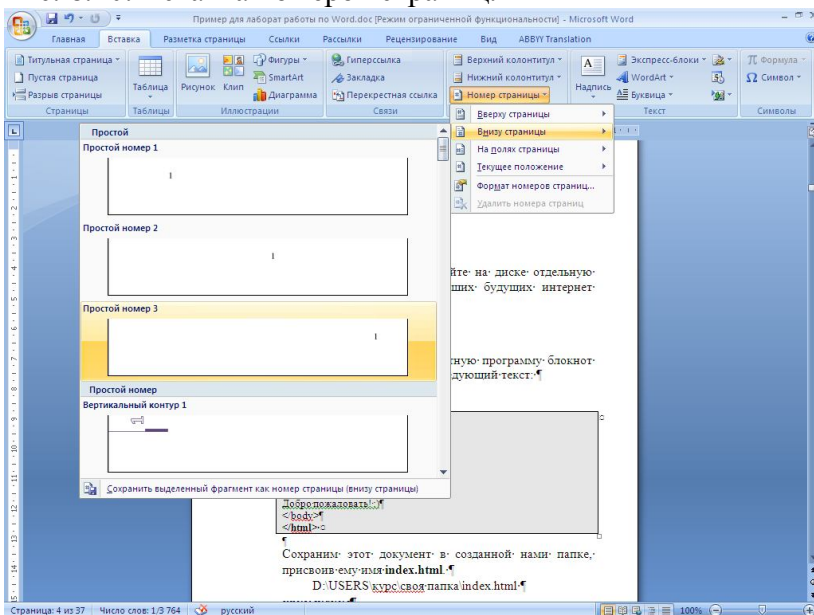 Пример для лаборат работы по Word.doc [Режим ограниченной функциональности] - Microsoft Word
Главная Вставка Разметка страницы Ссылки Рассылки Рецензирование Вид ABBYY Translation
Титульная страница Пустая страница Разрыв страницы
Таблица
Рисунок Клип Фигуры SmartArt Диаграмма
Гиперссылка Закладка Перекрестная ссылка
Верхний колонтитул Нижний колонтитул Номер страницы
Надпись Экспресс-блоки WordArt Буквица
Формула Символ
Страницы Таблицы Иллюстрации Связи Текст Символы
Вверху страницы
Внизу страницы
На полях страницы
Текущее положение
Формат номеров страниц...
Удалить номера страниц
Простой
Простой номер 1
1
Простой номер 2
1
Простой номер 3
1
Простой номер
Вертикальный контур 1
Сохранить выделенный фрагмент как номер страницы (внизу страницы)
на· диске· отдельную·
будущих· интернет·
программу· блокнот·
текст:·¶
Добро·пожаловать!·:)¶
</body>¶
</html>·¤
¶
Сохраним· этот· документ· в· созданной· нами· папке,·
присвоив·ему·имя·index.html.·¶
D:\USERS\курс\своя·папка\index.html·¶
Страница: 4 из 37 Число слов: 1/3 764 русский 100%